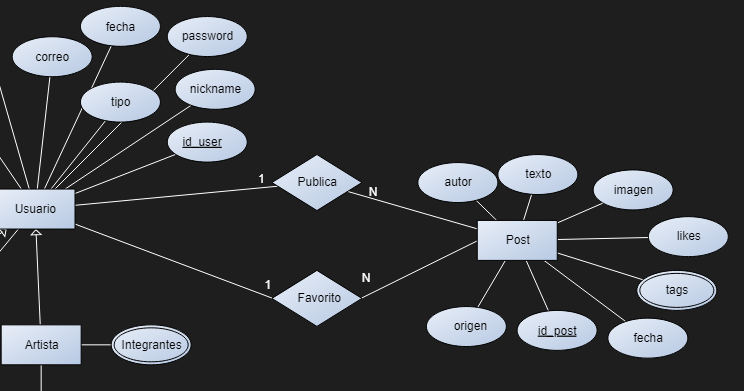 fecha
password
correo
tipo
nickname
id_user
1
Publica
N
autor
texto
imagen
Usuario
Post
likes
1
Favorito
N
tags
origen
id_post
fecha
Artista
Integrantes